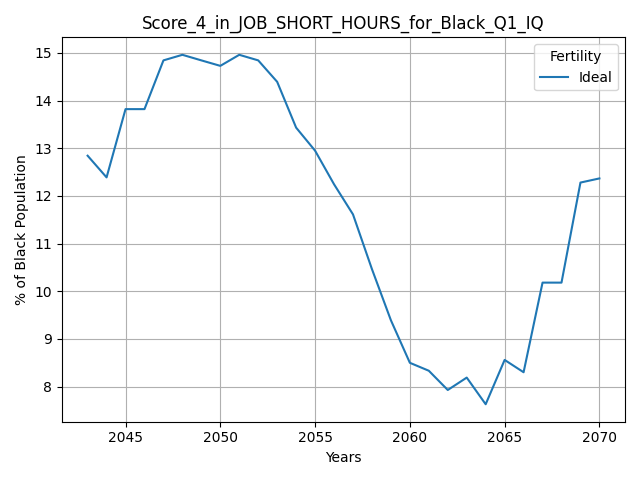 Score_4_in_JOB_SHORT_HOURS_for_Black_Q1_IQ
Fertility
Ideal
% of Black Population
15
14
13
12
11
10
9
8
2045
2050
2055
2060
2065
2070
Years